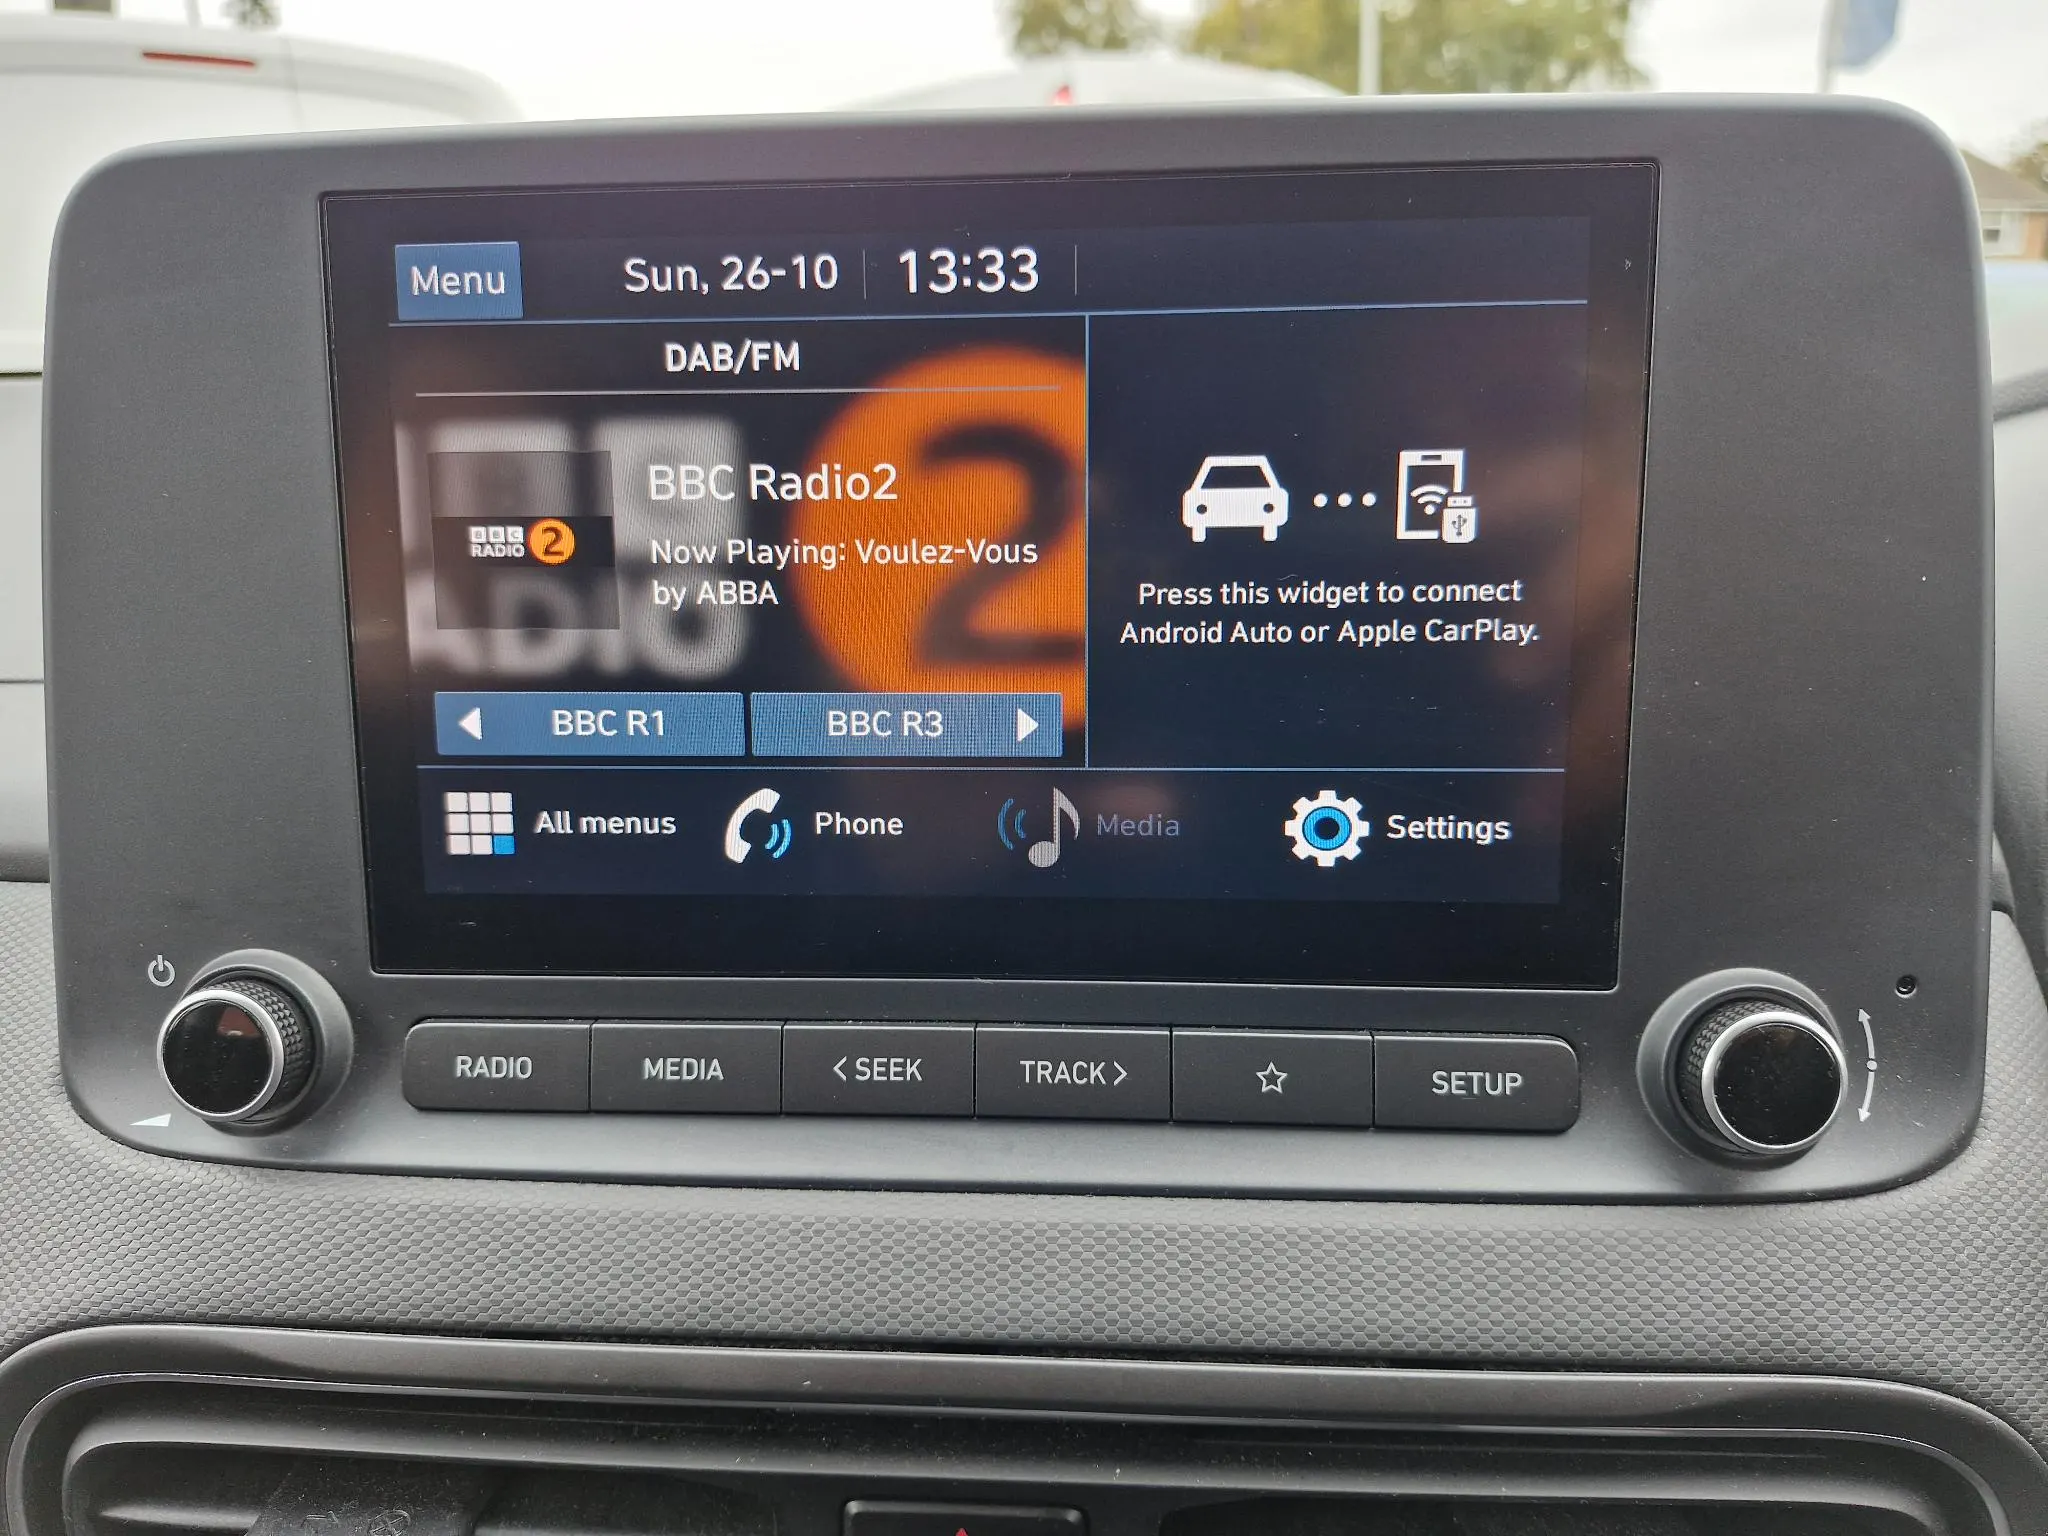 Menu
Sun, 26-10
13:33
DAB/FM
BBC Radio2
BBC
RADIO 2
Now Playing: Voulez-Vous
by ABBA
2
ADIO
BBC R1
BBC R3
Press this widget to connect
Android Auto or Apple CarPlay.
All menus
Phone
Media
Settings
RADIO
MEDIA
< SEEK
TRACK >
SETUP